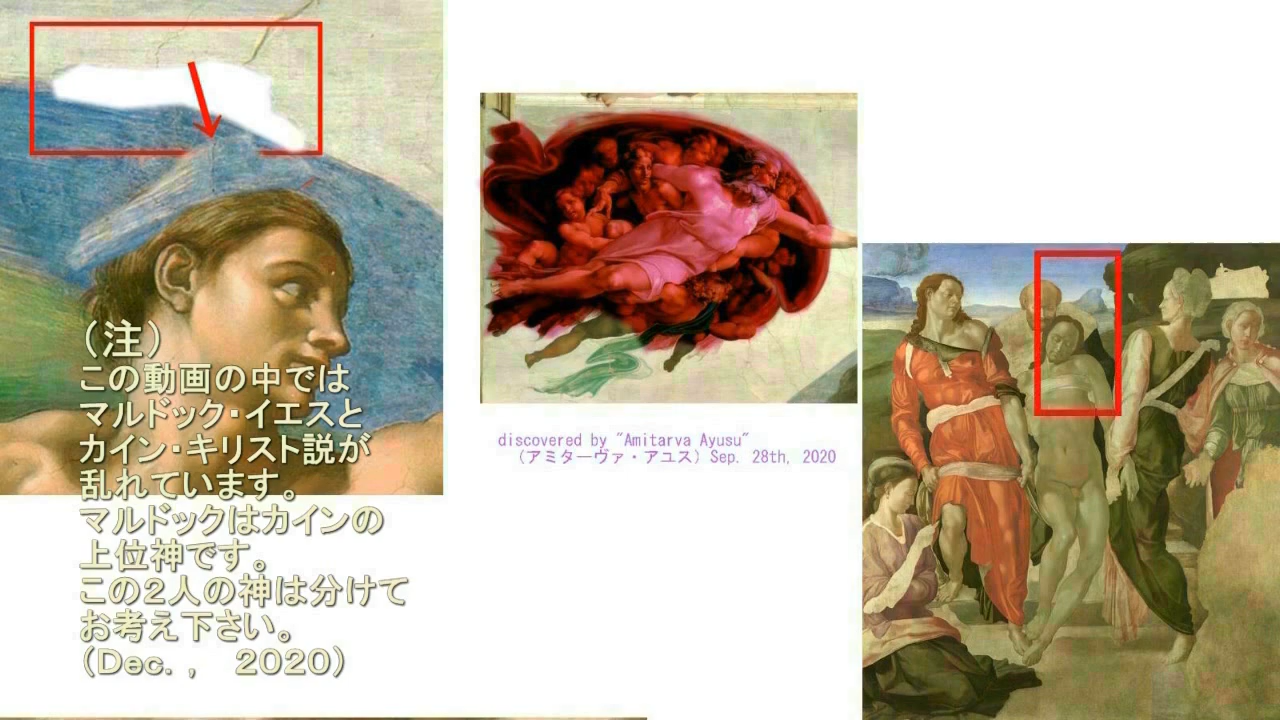 （注）
この動画の中では
マルドック・イエスと
カイン・キリスト説が
乱れています。
マルドックはカインの
上位神です。
この２人の神は分けて
お考え下さい。
（Dec.， ２０２０）
discovered by "Amitarva Ayusu"
（アミターヴァ・アユス）Sep. 28th, 2020